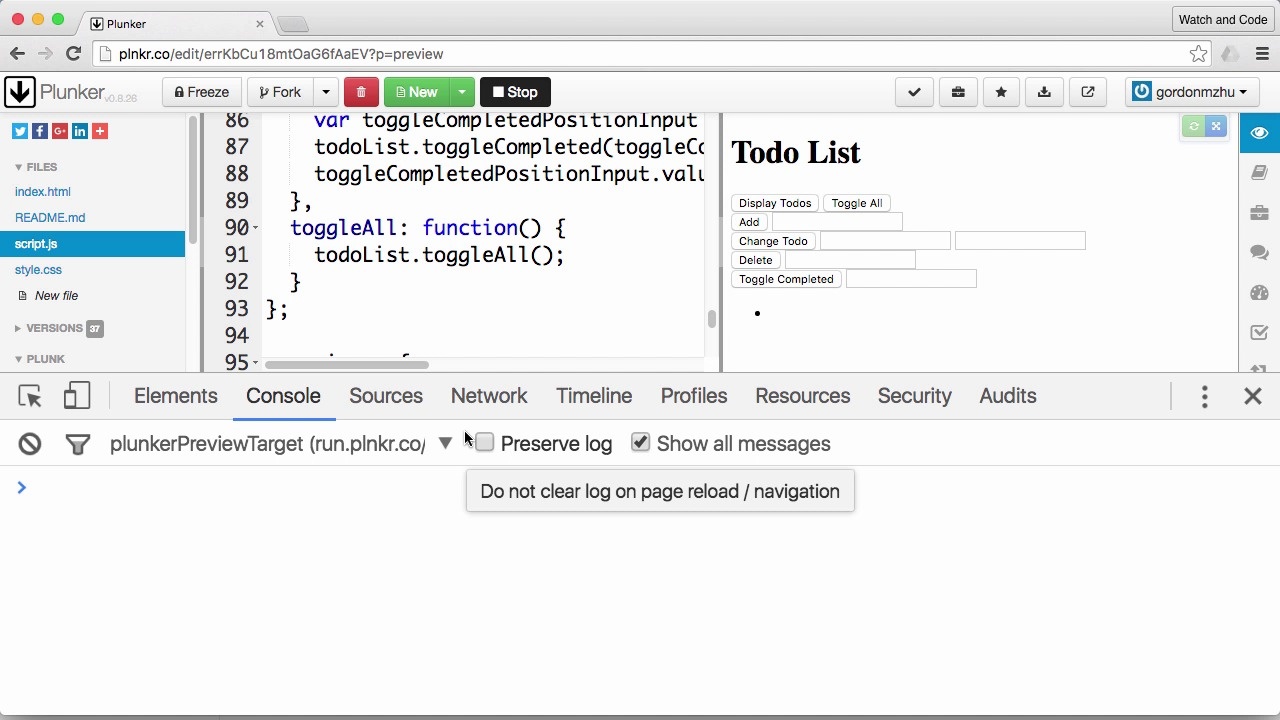 Plunker
Watch and Code
plnkr.co/edit/errKbCu18mtOaG6fAaEV?p=preview
Plunker v0.8.26
Freeze
Fork
New
Stop
gordonmzhu
FILES
index.html
README.md
script.js
style.css
New file
VERSIONS 37
PLUNK
86 var toggleCompletedPositionInput
87 todoList.toggleCompleted(toggleCo
88 toggleCompletedPositionInput.valu
89 },
90 toggleAll: function() {
91 todoList.toggleAll();
92 }
93 };
94
95
Todo List
Display Todos Toggle All
Add
Change Todo
Delete
Toggle Completed
Elements Console Sources Network Timeline Profiles Resources Security Audits
plunkerPreviewTarget (run.plnkr.co/ Preserve log Show all messages
Do not clear log on page reload / navigation